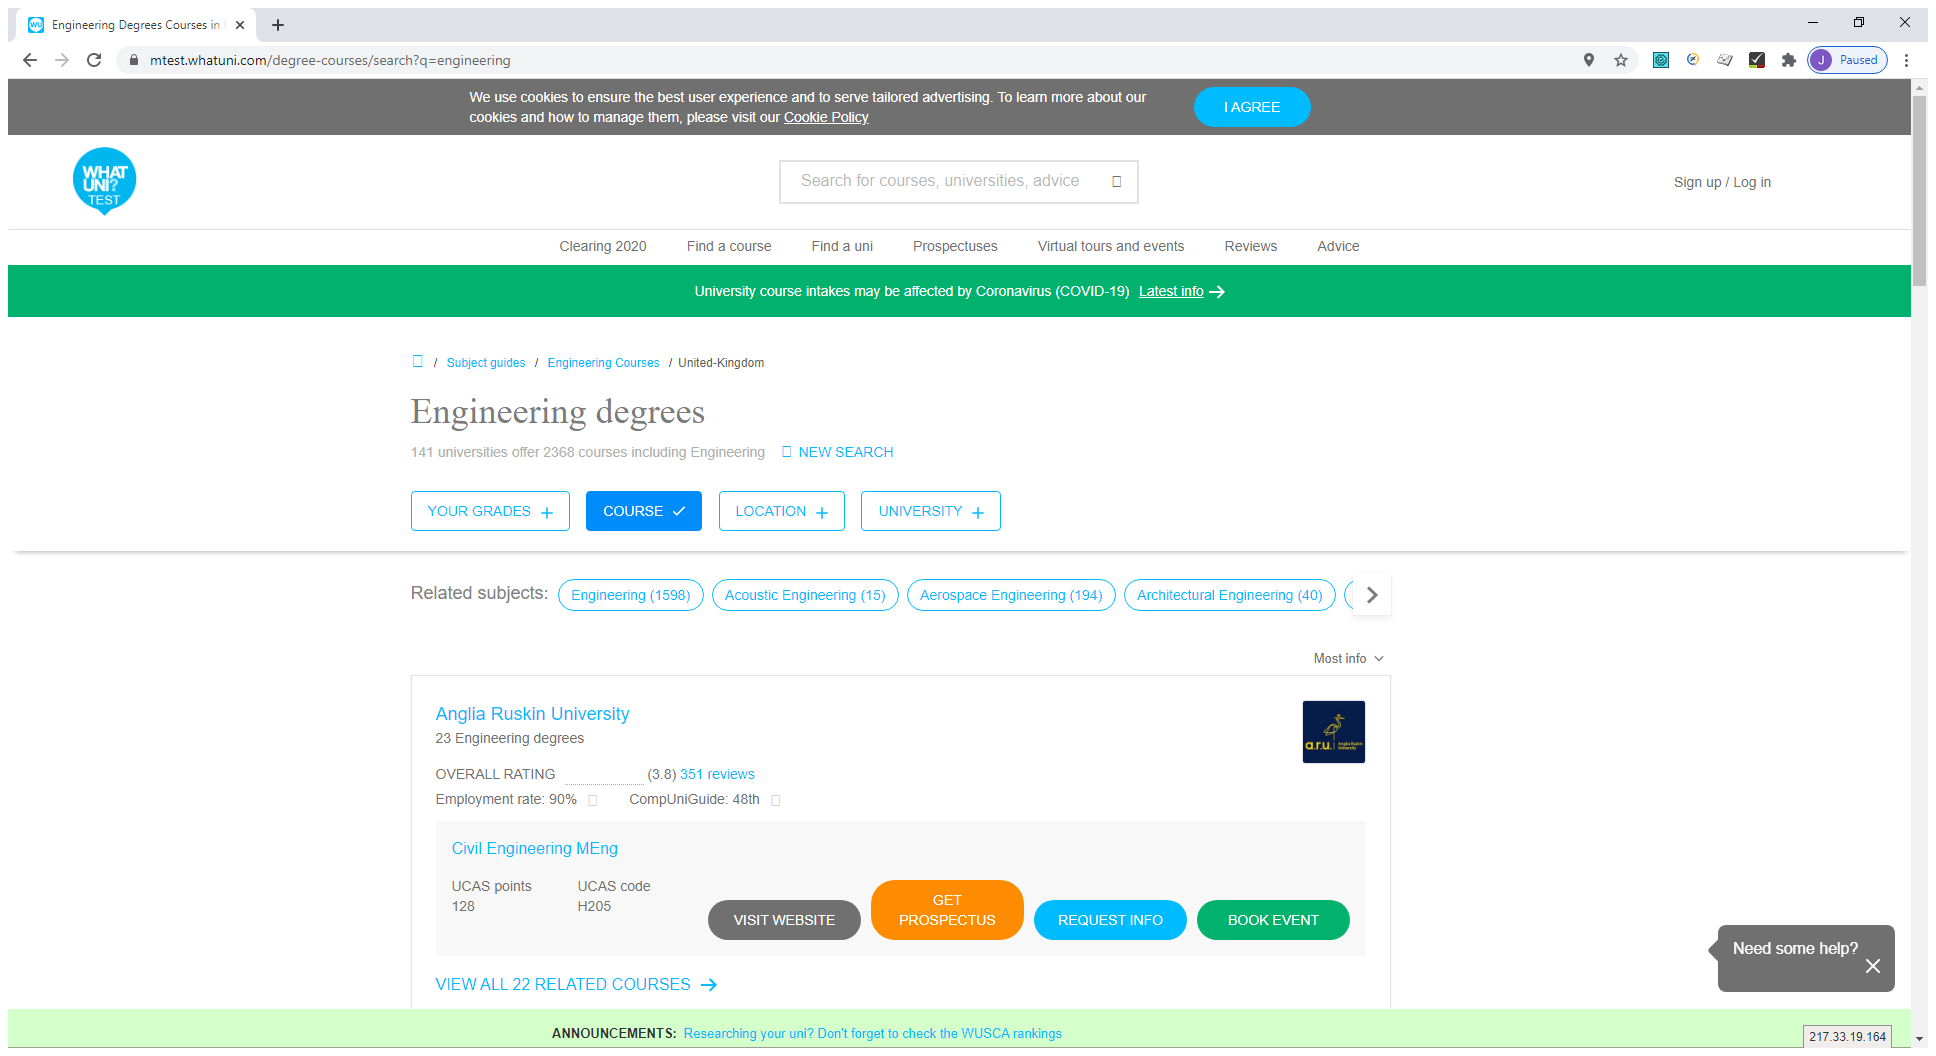 Engineering Degrees Courses in
mtest.whatuni.com/degree-courses/search?q=engineering
J Paused
We use cookies to ensure the best user experience and to serve tailored advertising. To learn more about our
cookies and how to manage them, please visit our Cookie Policy
I AGREE
WHAT
UNI?
TEST
Search for courses, universities, advice
Sign up / Log in
Clearing 2020 Find a course Find a uni Prospectuses Virtual tours and events Reviews Advice
University course intakes may be affected by Coronavirus (COVID-19) Latest info
/ Subject guides / Engineering Courses / United-Kingdom
Engineering degrees
141 universities offer 2368 courses including Engineering NEW SEARCH
YOUR GRADES + COURSE LOCATION + UNIVERSITY +
Related subjects: Engineering (1598) Acoustic Engineering (15) Aerospace Engineering (194) Architectural Engineering (40)
Most info
Anglia Ruskin University
23 Engineering degrees
a.r.u. Anglia Ruskin
University
OVERALL RATING (3.8) 351 reviews
Employment rate: 90% CompUniGuide: 48th
Civil Engineering MEng
UCAS points UCAS code
128 H205
VISIT WEBSITE
GET
PROSPECTUS
REQUEST INFO
BOOK EVENT
Need some help?
VIEW ALL 22 RELATED COURSES
ANNOUNCEMENTS: Researching your uni? Don't forget to check the WUSCA rankings
217.33.19.164